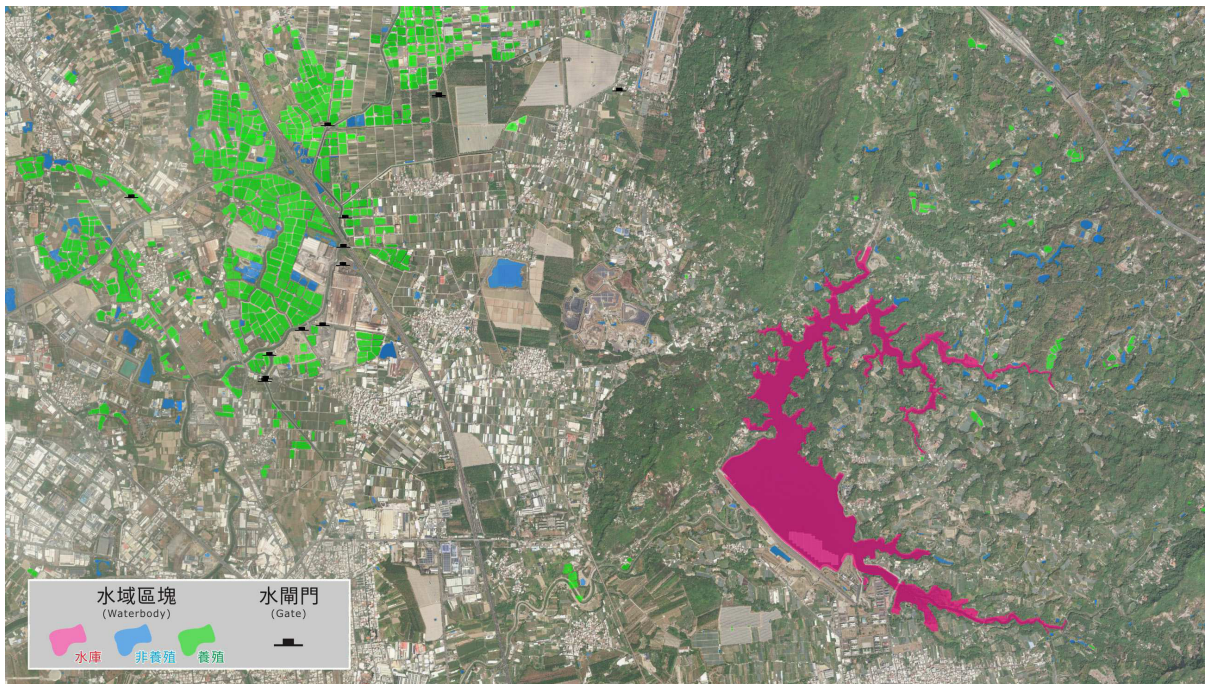 水域區塊
(Waterbody)
水庫
非養殖
養殖
水閘門
(Gate)